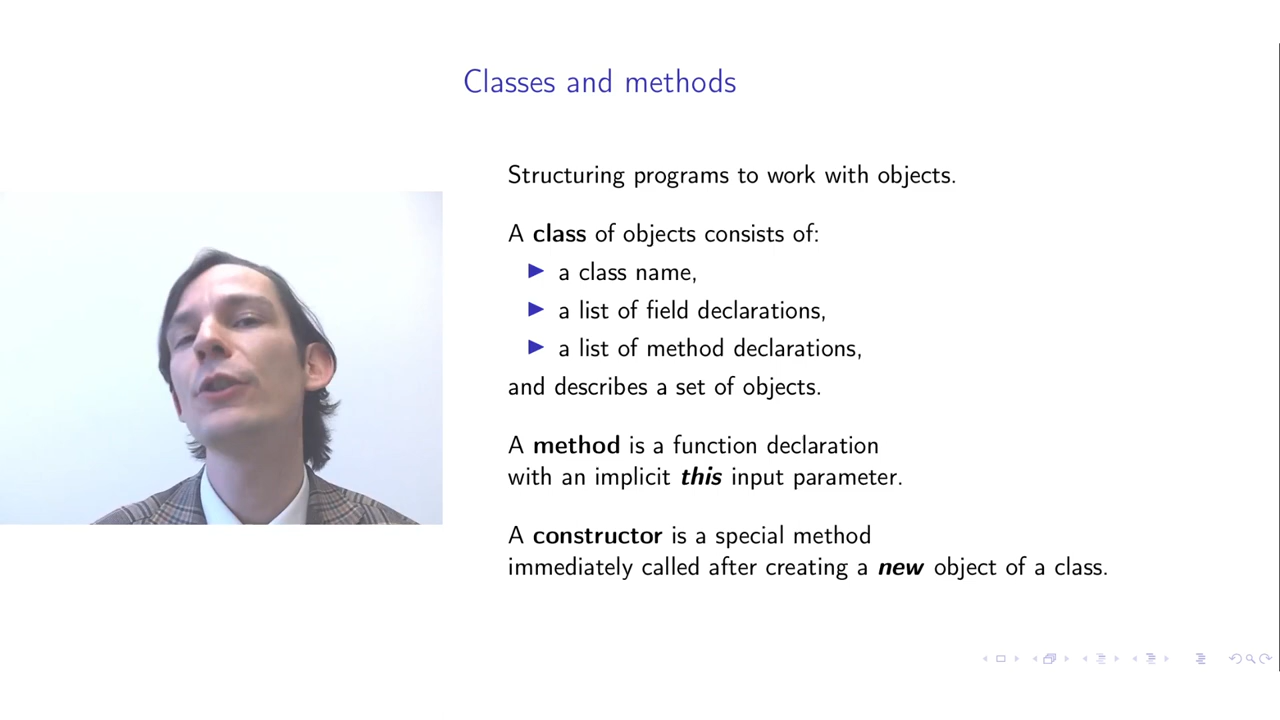 Classes and methods
Structuring programs to work with objects.
A class of objects consists of:
a class name,
a list of field declarations,
a list of method declarations,
and describes a set of objects.
A method is a function declaration
with an implicit this input parameter.
A constructor is a special method
immediately called after creating a new object of a class.